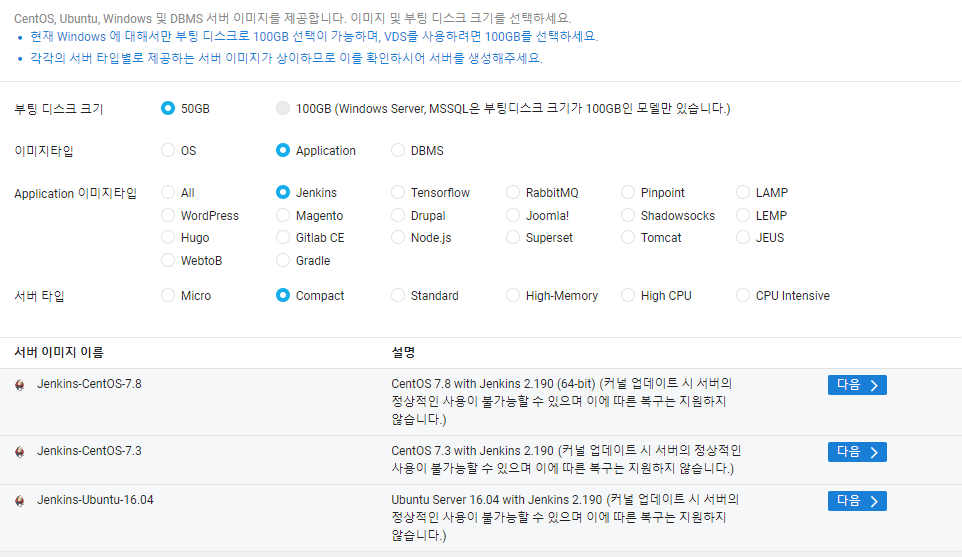 CentOS, Ubuntu, Windows 및 DBMS 서버 이미지를 제공합니다. 이미지 및 부팅 디스크 크기를 선택하세요.
• 현재 Windows 에 대해서만 부팅 디스크로 100GB 선택이 가능하며, VDS를 사용하려면 100GB를 선택하세요.
• 각각의 서버 타입별로 제공하는 서버 이미지가 상이하므로 이를 확인하시어 서버를 생성해주세요.
부팅 디스크 크기 50GB 100GB (Windows Server, MSSQL은 부팅디스크 크기가 100GB인 모델만 있습니다.)
이미지타입 OS Application DBMS
Application 이미지타입 All Jenkins Tensorflow RabbitMQ Pinpoint LAMP
WordPress Magento Drupal Joomla! Shadowsocks LEMP
Hugo Gitlab CE Node.js Superset Tomcat JEUS
WebtoB Gradle
서버 타입 Micro Compact Standard High-Memory High CPU CPU Intensive
서버 이미지 이름 설명
Jenkins-CentOS-7.8 CentOS 7.8 with Jenkins 2.190 (64-bit) (커널 업데이트 시 서버의 다음
정상적인 사용이 불가능할 수 있으며 이에 따른 복구는 지원하지
않습니다.)
Jenkins-CentOS-7.3 CentOS 7.3 with Jenkins 2.190 (커널 업데이트 시 서버의 정상적인 다음
사용이 불가능할 수 있으며 이에 따른 복구는 지원하지 않습니다.)
Jenkins-Ubuntu-16.04 Ubuntu Server 16.04 with Jenkins 2.190 (커널 업데이트 시 서버의 다음
정상적인 사용이 불가능할 수 있으며 이에 따른 복구는 지원하지
않습니다.)